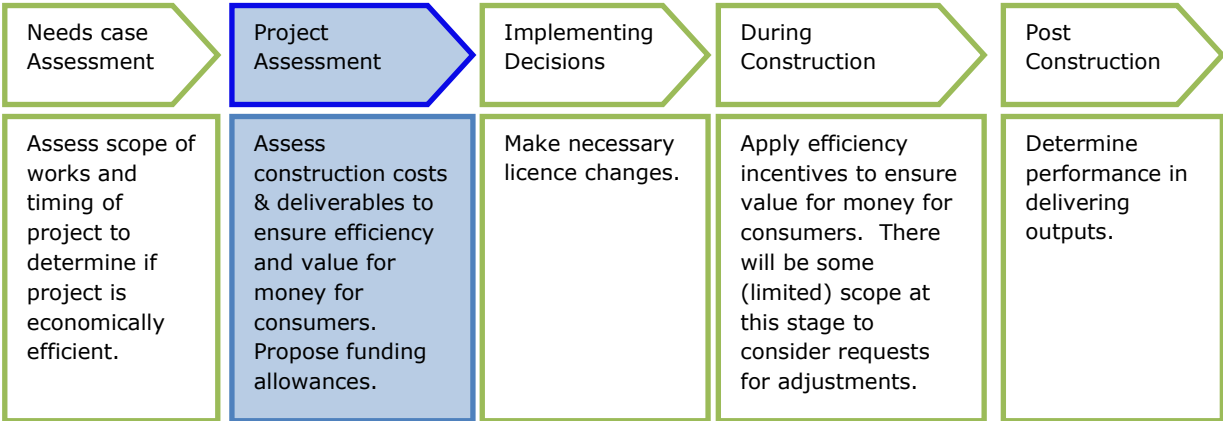 Needs case
Assessment
Project
Assessment
Implementing
Decisions
During
Construction
Post
Construction
Assess scope of
works and
timing of
project to
determine if
project is
economically
efficient.
Assess
construction costs
& deliverables to
ensure efficiency
and value for
money for
consumers.
Propose funding
allowances.
Make necessary
licence changes.
Apply efficiency
incentives to ensure
value for money for
consumers.  There
will be some
(limited) scope at
this stage to
consider requests
for adjustments.
Determine
performance in
delivering
outputs.